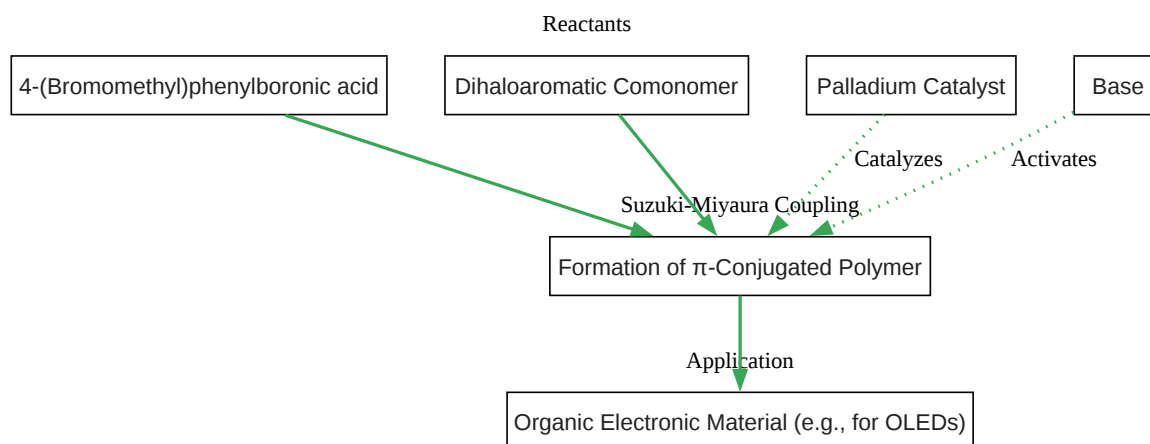 Reactants
4-(Bromomethyl)phenylboronic acid
Dihaloaromatic Comonomer
Palladium Catalyst
Base
Catalyzes
Activates
Suzuki-Miyaura Coupling
Formation of π-Conjugated Polymer
Application
Organic Electronic Material (e.g., for OLEDs)